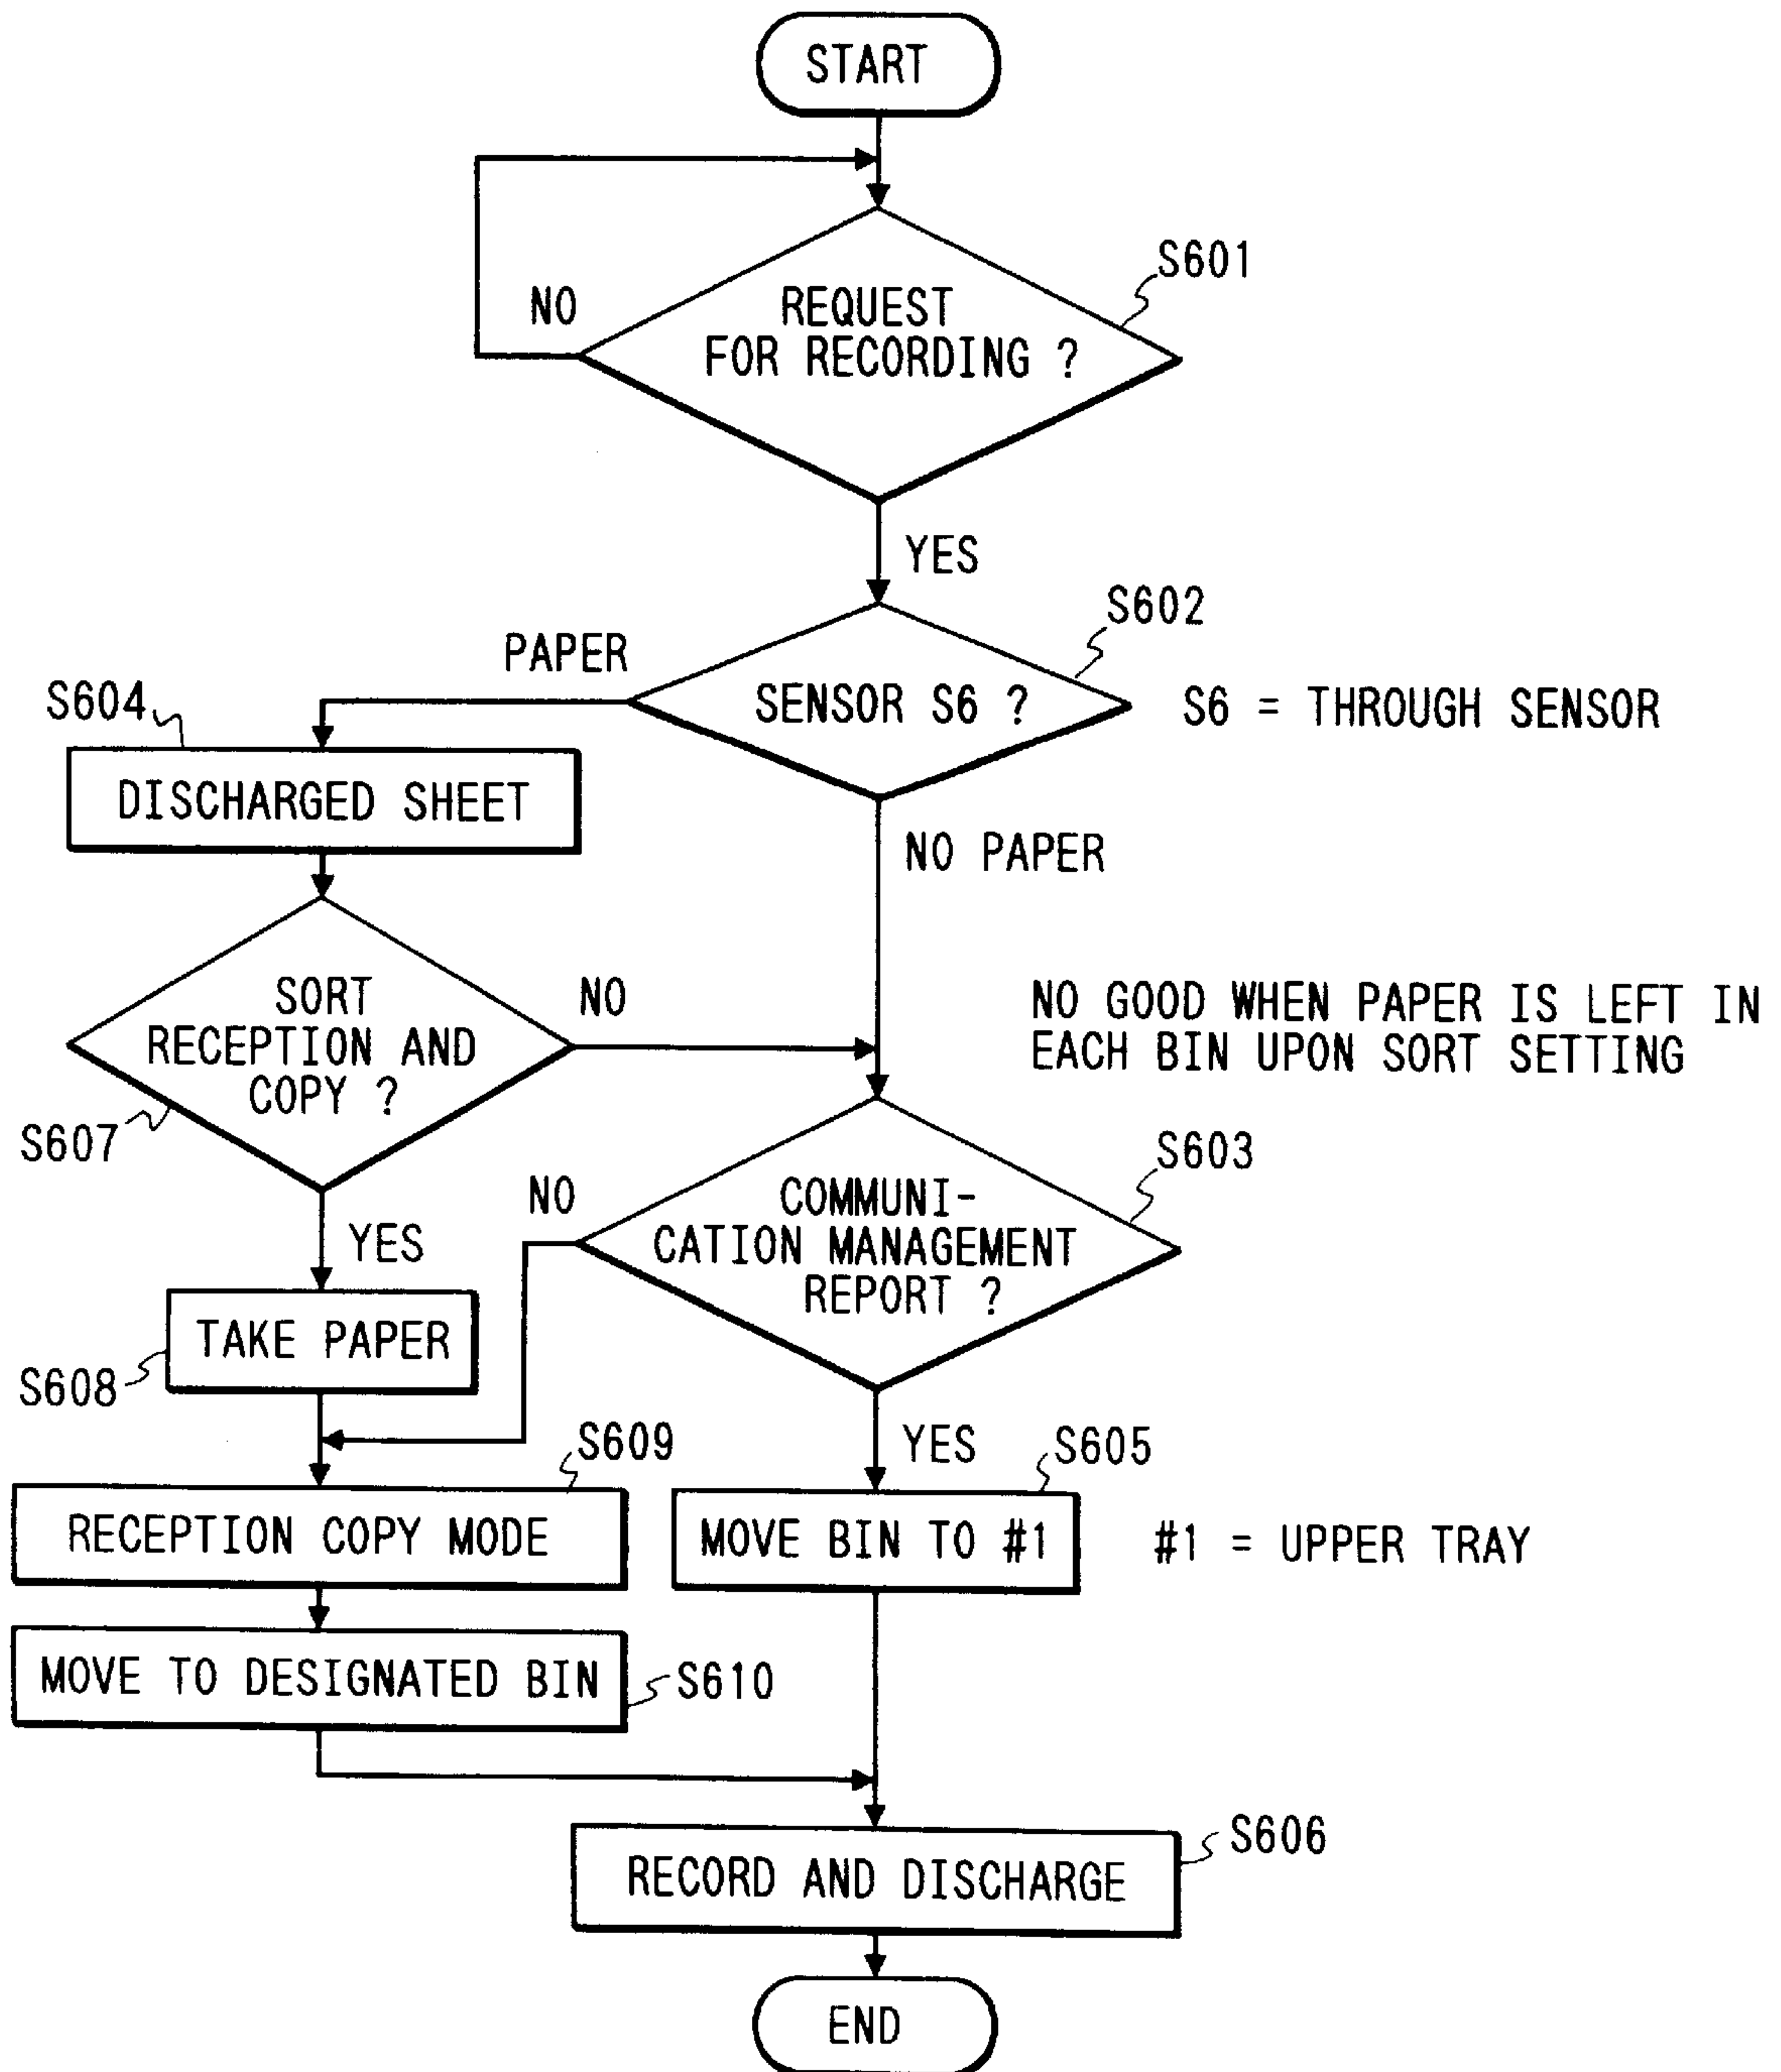 START
S601
NO
REQUEST
FOR RECORDING ?
YES
S602
PAPER
S604
SENSOR S6 ?
S6 = THROUGH SENSOR
DISCHARGED SHEET
NO PAPER
SORT
RECEPTION AND
COPY ?
NO
NO GOOD WHEN PAPER IS LEFT IN
EACH BIN UPON SORT SETTING
S607
S603
NO
COMMUNI-
CATION MANAGEMENT
REPORT ?
YES
TAKE PAPER
S608
S609
YES
S605
RECEPTION COPY MODE
MOVE BIN TO #1
#1 = UPPER TRAY
MOVE TO DESIGNATED BIN
S610
S606
RECORD AND DISCHARGE
END